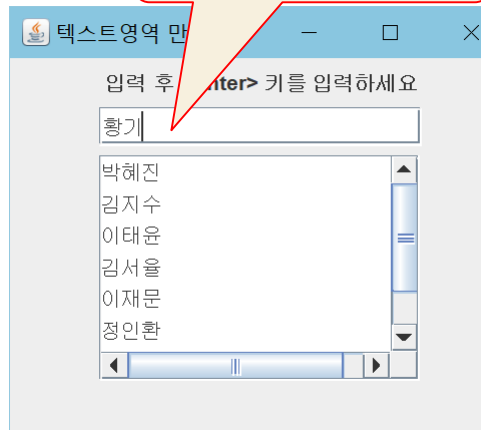 텍스트영역 만
입력 후 nter> 키를 입력하세요
황기
박혜진
김지수
이태윤
김서율
이재문
정인환